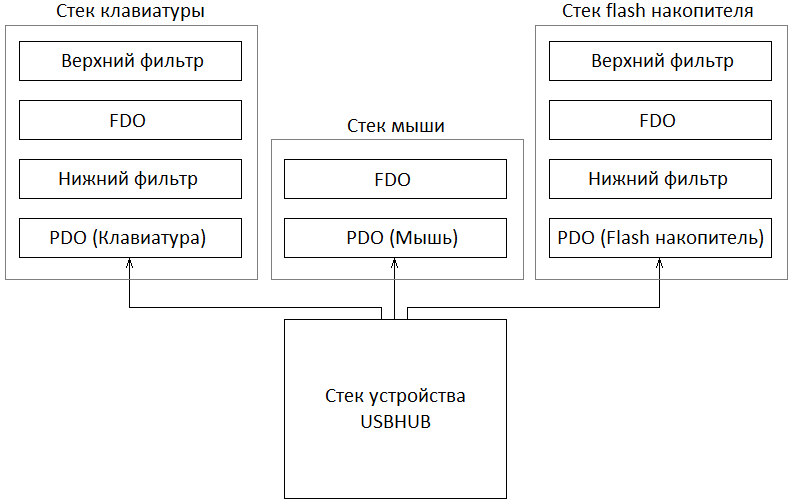 Стек клавиатуры
Верхний фильтр
FDO
Нижний фильтр
PDO (Клавиатура)
Стек мыши
FDO
PDO (Мышь)
Стек flash накопителя
Верхний фильтр
FDO
Нижний фильтр
PDO (Flash накопитель)
Стек устройства
USBHUB